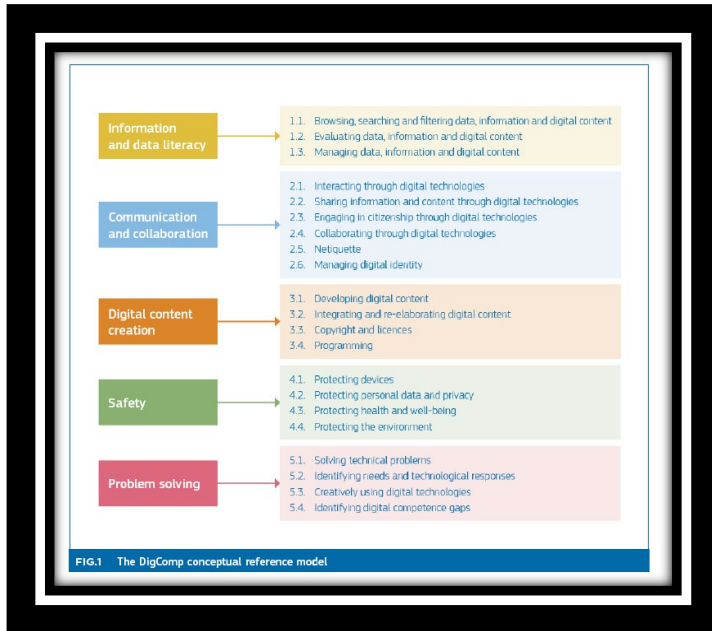 Information
and data literacy
1.1. Browsing, searching and filtering data, information and digital content
1.2. Evaluating data, information and digital content
1.3. Managing data, information and digital content
Communication
and collaboration
2.1. Interacting through digital technologies
2.2. Sharing information and content through digital technologies
2.3. Engaging in citizenship through digital technologies
2.4. Collaborating through digital technologies
2.5. Netiquette
2.6. Managing digital identity
Digital content
creation
3.1. Developing digital content
3.2. Integrating and re-elaborating digital content
3.3. Copyright and licences
3.4. Programming
Safety
4.1. Protecting devices
4.2. Protecting personal data and privacy
4.3. Protecting health and well-being
4.4. Protecting the environment
Problem solving
5.1. Solving technical problems
5.2. Identifying needs and technological responses
5.3. Creatively using digital technologies
5.4. Identifying digital competence gaps
FIG.1 The DigComp conceptual reference model